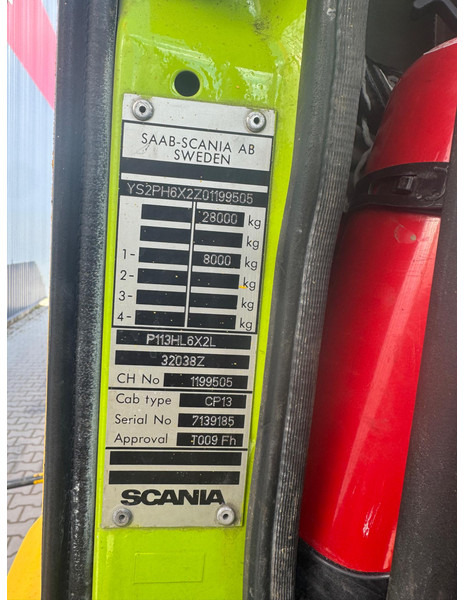 SAAB-SCANIA AB
SWEDEN
YS2PH6X2Z01199505
28000 kg
kg
1- 8000 kg
2- kg
3- kg
4- kg
P113HL6X2L
32038Z
CH No 1199505
Cab type CP13
Serial No 7139185
Approval T009 Fh
SCANIA